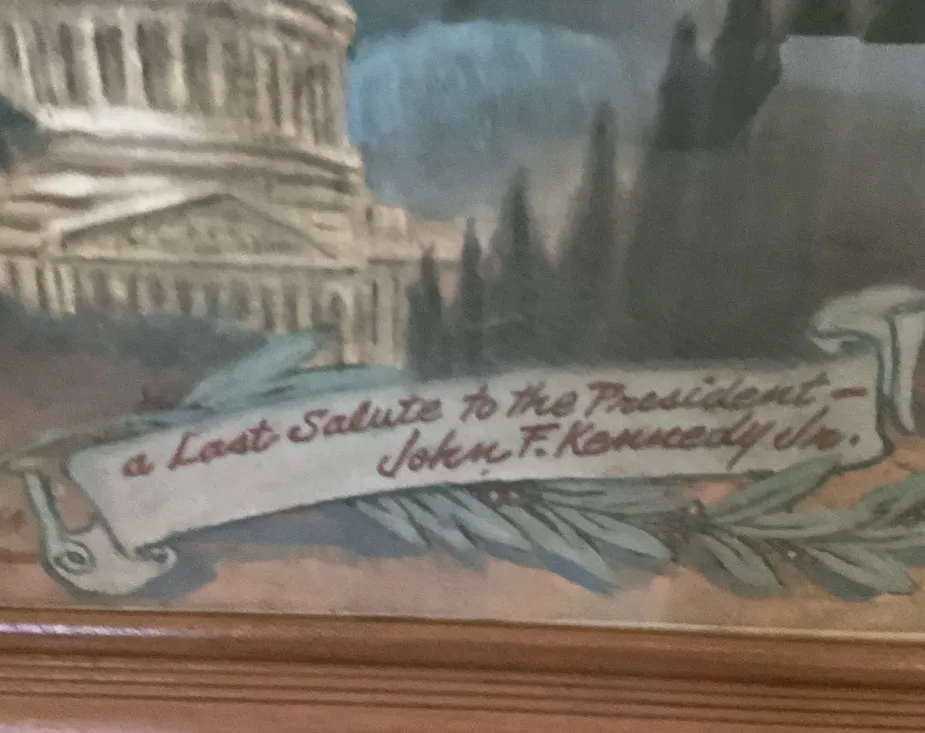 a Last Salute to the President –
John F. Kennedy Jr.